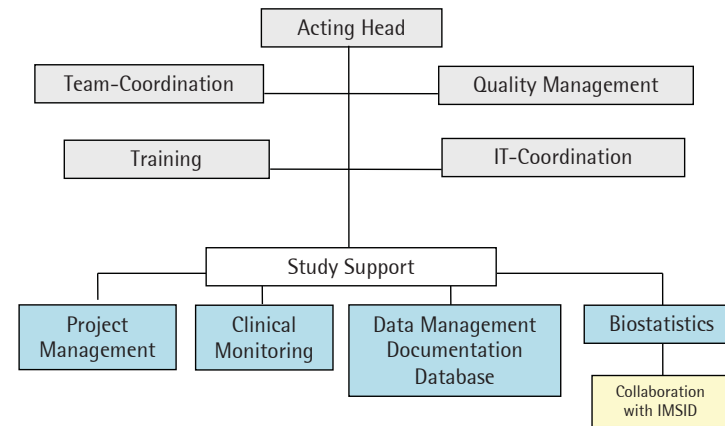 Acting Head
Team-Coordination
Quality Management
Training
IT-Coordination
Study Support
Project
Management
Clinical
Monitoring
Data Management
Documentation
Database
Biostatistics
Collaboration
with IMSID